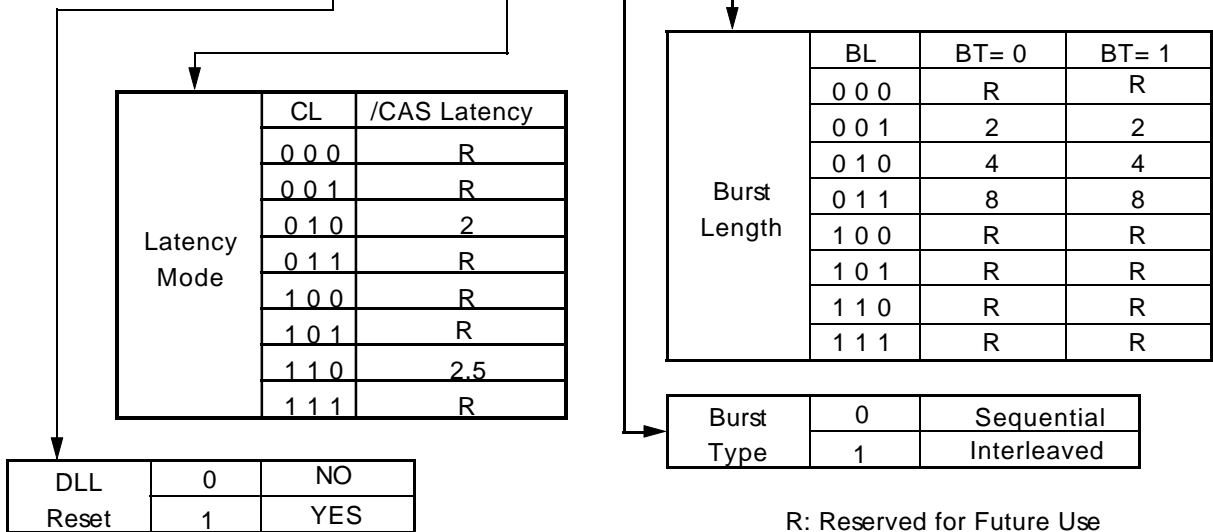 CL /CAS Latency
0 0 0 R
0 0 1 R
0 1 0 2
0 1 1 R
1 0 0 R
1 0 1 R
1 1 0 2.5
1 1 1 R
Latency
Mode
BL BT= 0 BT= 1
0 0 0 R R
0 0 1 2 2
0 1 0 4 4
0 1 1 8 8
1 0 0 R R
1 0 1 R R
1 1 0 R R
1 1 1 R R
Burst
Length
Burst 0 Sequential
Type 1 Interleaved
DLL 0 NO
Reset 1 YES
R: Reserved for Future Use